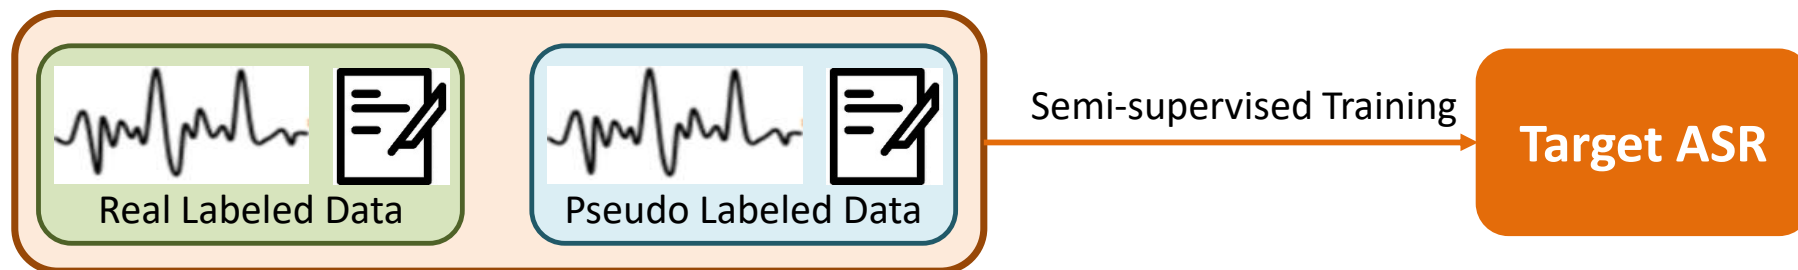 Real Labeled Data
Pseudo Labeled Data
Semi-supervised Training
Target ASR